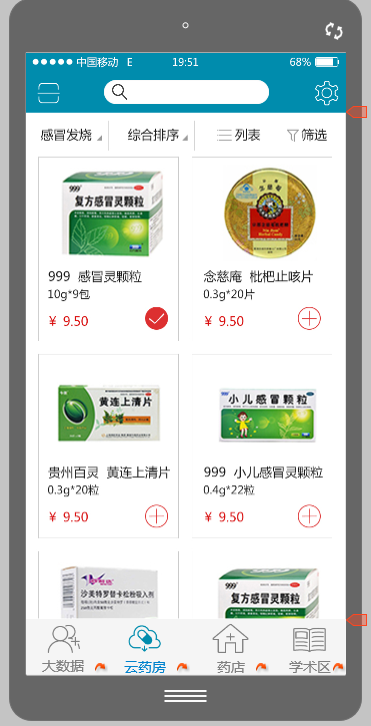 中国移动 E 19:51 68%
感冒发烧 综合排序 列表 筛选
999
复方感冒灵颗粒
999 感冒灵颗粒 念慈庵 枇杷止咳片
10g*9包 0.3g*20片
¥ 9.50 ¥ 9.50
黄连上清片 小儿感冒颗粒
贵州百灵 黄连上清片 999 小儿感冒灵颗粒
0.3g*20粒 0.4g*22粒
¥ 9.50 ¥ 9.50
沙美特罗替卡松粉吸入剂 999
复方感冒灵颗粒
大数据 云药房 药店 学术区